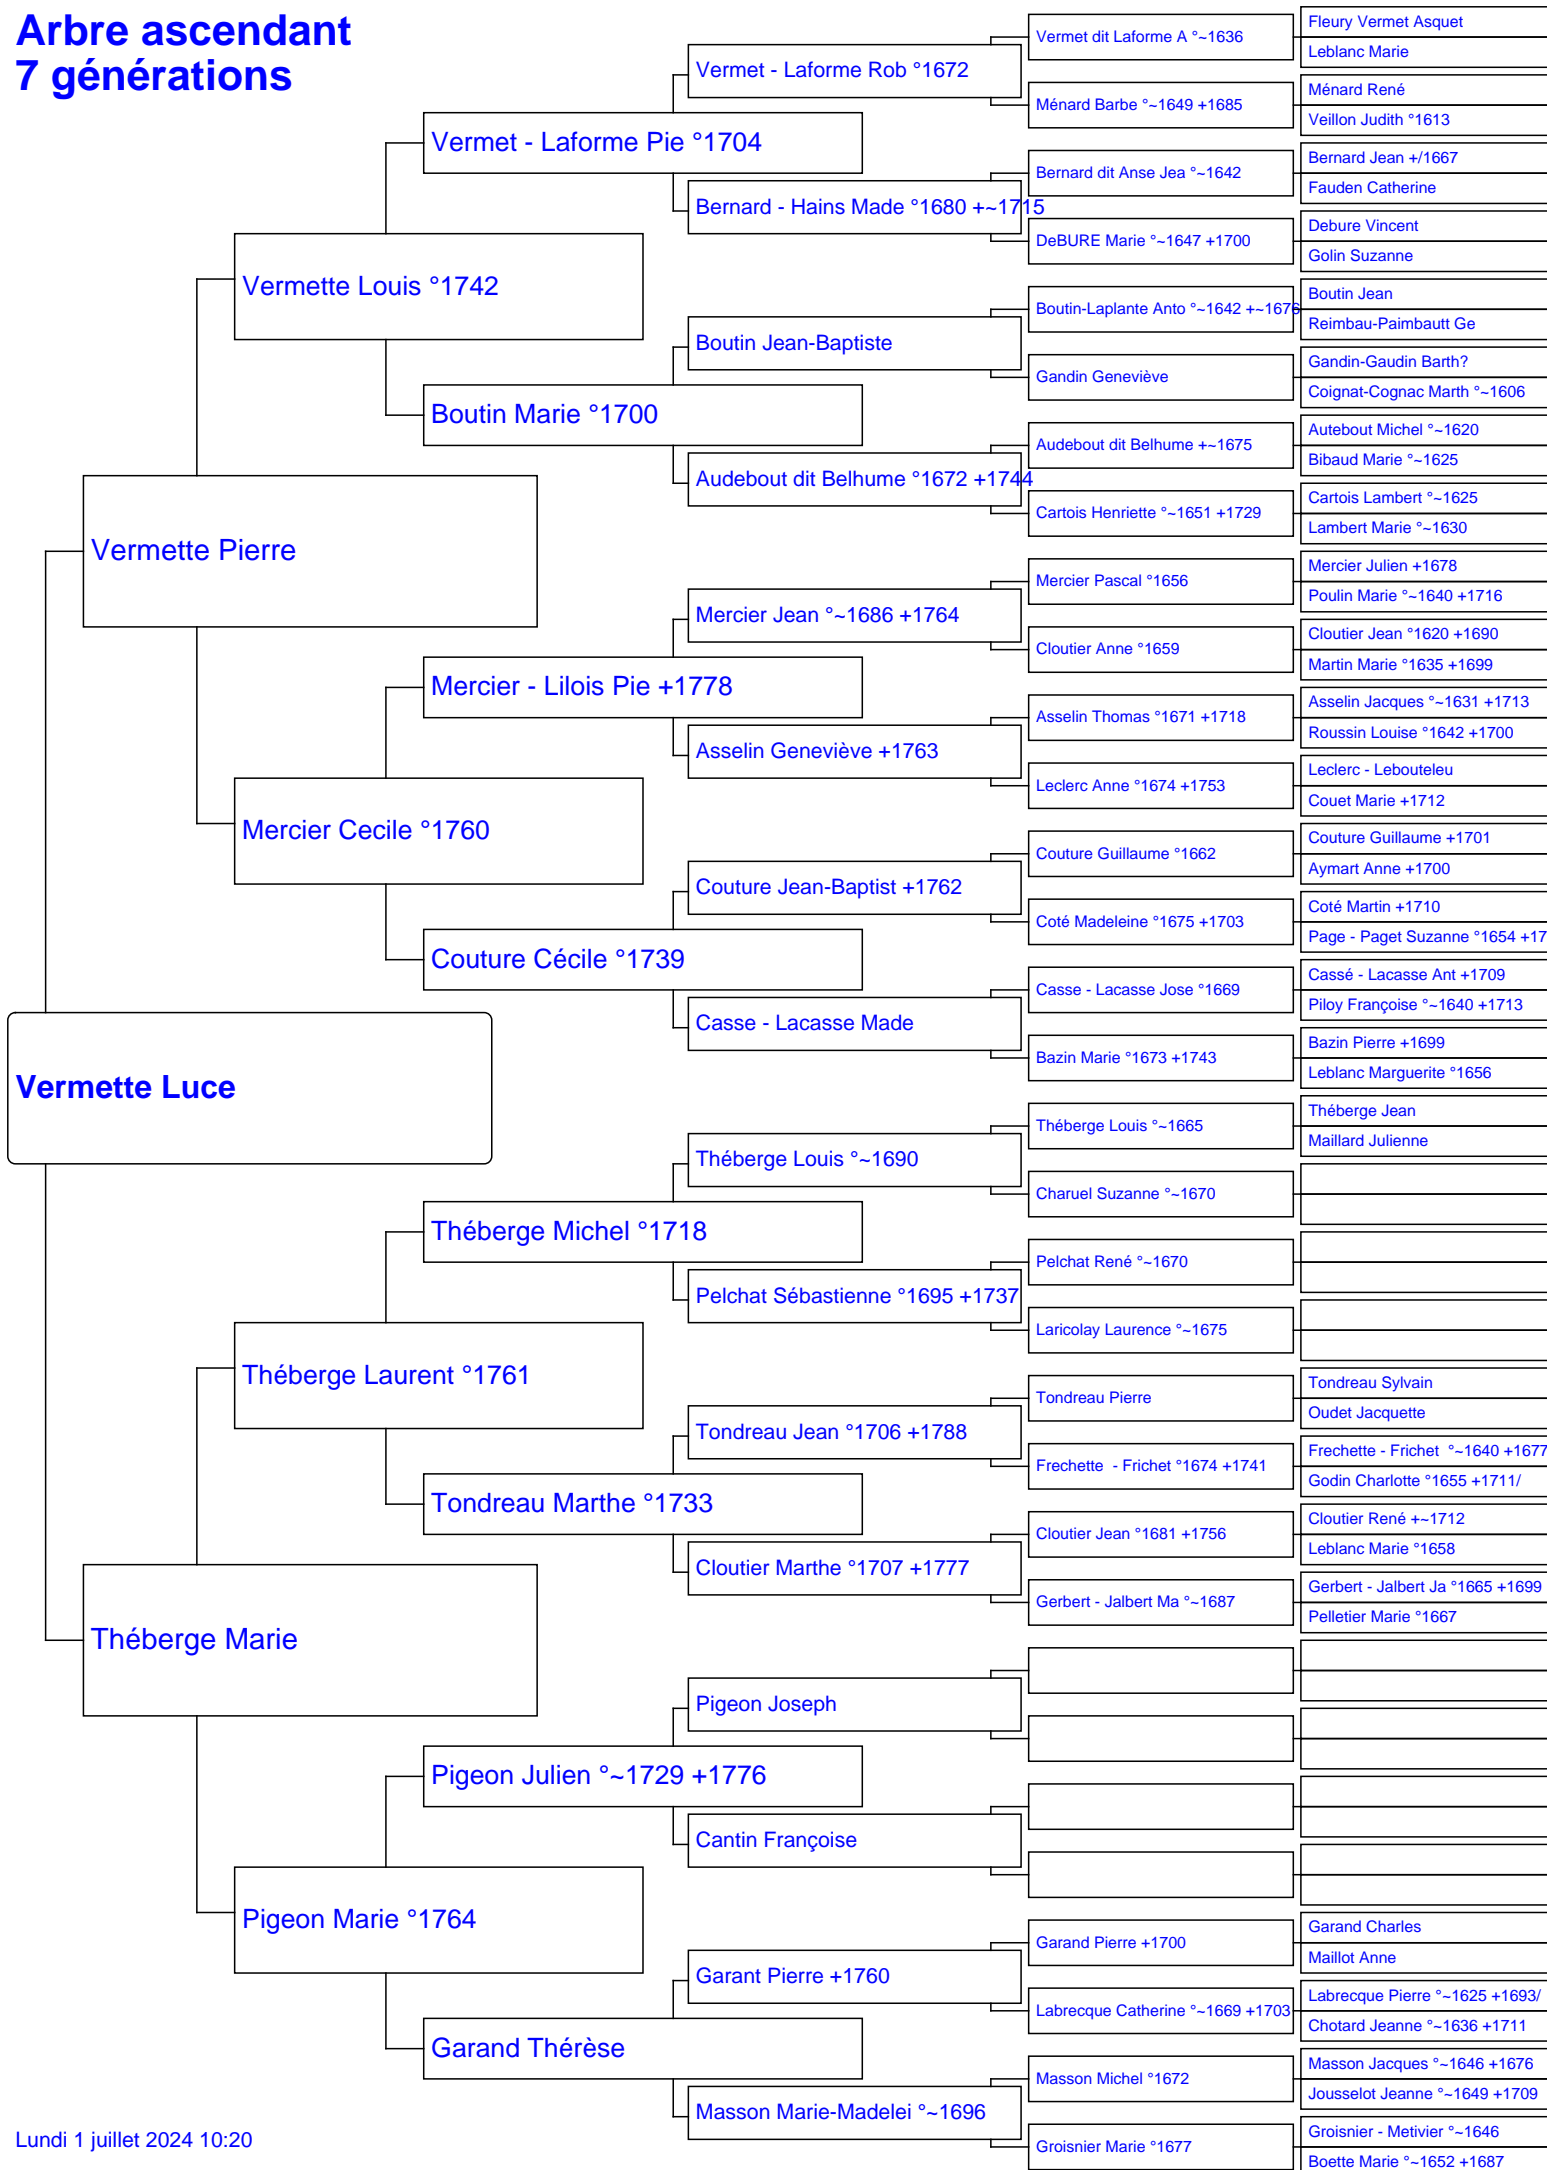 Arbre ascendant
7 générations
Vermette Luce
Vermette Pierre
Théberge Marie
Vermette Louis °1742
Mercier Cecile °1760
Théberge Laurent °1761
Pigeon Marie °1764
Vermet - Laforme Pie °1704
Boutin Marie °1700
Mercier - Lilois Pie +1778
Couture Cécile °1739
Théberge Michel °1718
Tondreau Marthe °1733
Pigeon Julien °~1729 +1776
Garand Thérèse
Vermet - Laforme Rob °1672
Bernard - Hains Made °1680 +~1715
Boutin Jean-Baptiste
Audebout dit Belhume °1672 +1744
Mercier Jean °~1686 +1764
Asselin Geneviève +1763
Couture Jean-Baptist +1762
Casse - Lacasse Made
Théberge Louis °~1690
Pelchat Sébastienne °1695 +1737
Tondreau Jean °1706 +1788
Cloutier Marthe °1707 +1777
Pigeon Joseph
Cantin Françoise
Garant Pierre +1760
Masson Marie-Madelei °~1696
Vermet dit Laforme A °~1636
Ménard Barbe °~1649 +1685
Bernard dit Anse Jea °~1642
DeBURE Marie °~1647 +1700
Boutin-Laplante Anto °~1642 +~1676
Gandin Geneviève
Audebout dit Belhume +~1675
Cartois Henriette °~1651 +1729
Mercier Pascal °1656
Cloutier Anne °1659
Asselin Thomas °1671 +1718
Leclerc Anne °1674 +1753
Couture Guillaume °1662
Coté Madeleine °1675 +1703
Casse - Lacasse Jose °1669
Bazin Marie °1673 +1743
Théberge Louis °~1665
Charuel Suzanne °~1670
Pelchat René °~1670
Laricolay Laurence °~1675
Tondreau Pierre
Frechette  - Frichet °1674 +1741
Cloutier Jean °1681 +1756
Gerbert - Jalbert Ma °~1687
Garand Pierre +1700
Labrecque Catherine °~1669 +1703
Masson Michel °1672
Groisnier Marie °1677
Fleury Vermet Asquet
Leblanc Marie
Ménard René
Veillon Judith °1613
Bernard Jean +/1667
Fauden Catherine
Debure Vincent
Golin Suzanne
Boutin Jean
Reimbau-Paimbautt Ge
Gandin-Gaudin Barth?
Coignat-Cognac Marth °~1606
Autebout Michel °~1620
Bibaud Marie °~1625
Cartois Lambert °~1625
Lambert Marie °~1630
Mercier Julien +1678
Poulin Marie °~1640 +1716
Cloutier Jean °1620 +1690
Martin Marie °1635 +1699
Asselin Jacques °~1631 +1713
Roussin Louise °1642 +1700
Leclerc - Lebouteleu
Couet Marie +1712
Couture Guillaume +1701
Aymart Anne +1700
Coté Martin +1710
Page - Paget Suzanne °1654 +17
Cassé - Lacasse Ant +1709
Piloy Françoise °~1640 +1713
Bazin Pierre +1699
Leblanc Marguerite °1656
Théberge Jean
Maillard Julienne
Tondreau Sylvain
Oudet Jacquette
Frechette - Frichet  °~1640 +1677
Godin Charlotte °1655 +1711/
Cloutier René +~1712
Leblanc Marie °1658
Gerbert - Jalbert Ja °1665 +1699
Pelletier Marie °1667
Garand Charles
Maillot Anne
Labrecque Pierre °~1625 +1693/
Chotard Jeanne °~1636 +1711
Masson Jacques °~1646 +1676
Jousselot Jeanne °~1649 +1709
Groisnier - Metivier °~1646
Boette Marie °~1652 +1687
Lundi 1 juillet 2024 10:20